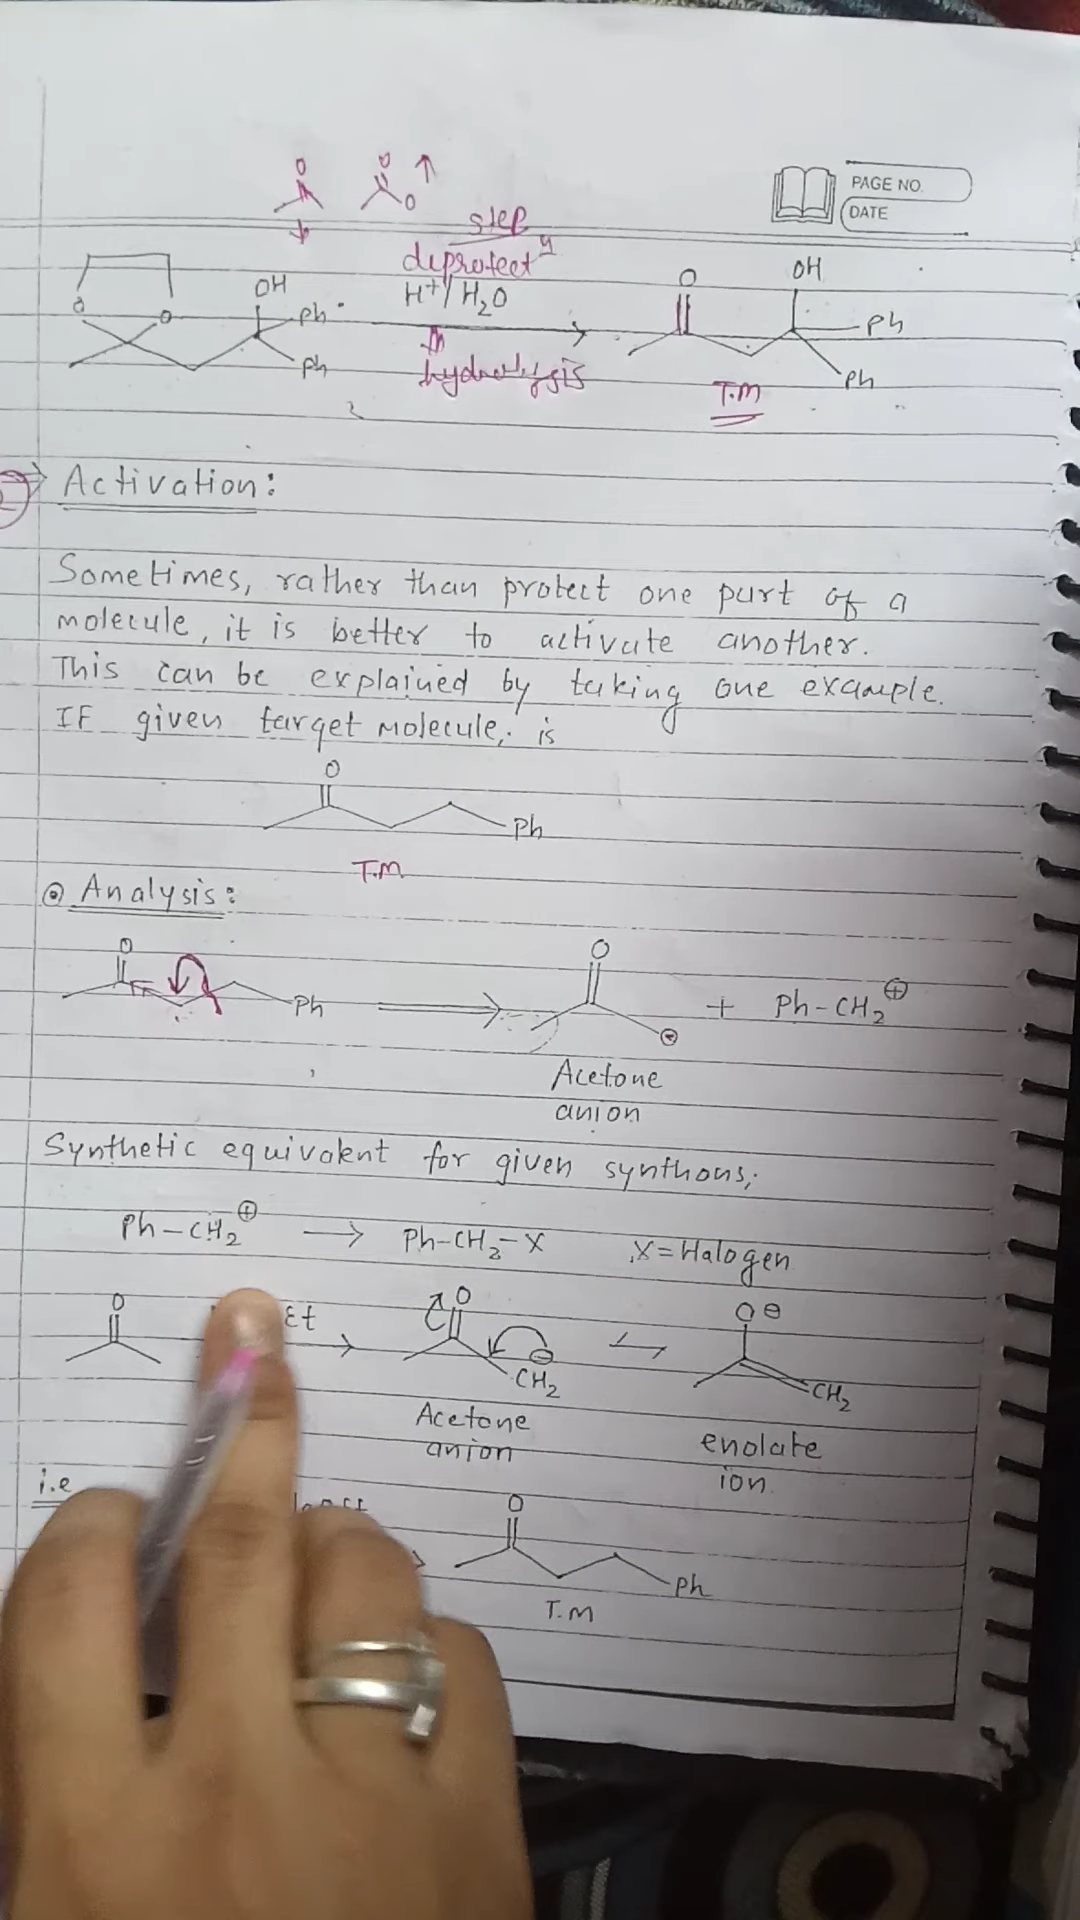 O O ↑
O
PAGE NO.
DATE
step
deprotectⁿ
H⁺/H₂O
hydrolysis
O O OH Ph Ph
O OH Ph Ph
T.M
Activation:
Sometimes, rather than protect one part of a
molecule, it is better to activate another.
This can be explained by taking one example.
IF given target molecule, is
O
Ph
T.M
Analysis:
O Ph
O ⊖ + Ph-CH₂⊕
Acetone
anion
Synthetic equivalent for given synthons;
Ph-CH₂⊕ → Ph-CH₂-X X=Halogen
O Et → O ⊖ CH₂ O⊖ CH₂
Acetone
anion
enolate
ion
i.e
O Ph
T.M